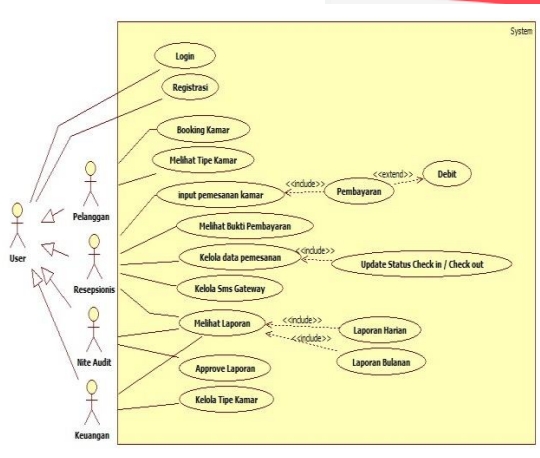 System
Login
Registrasi
Booking Kamar
Melihat Tipe Kamar
input pemesanan kamar
<<include>>
Pembayaran
<<extend>>
Debit
Melihat Bukti Pembayaran
Kelola data pemesanan
<<include>>
Update Status Check in / Check out
Kelola Sms Gateway
Melihat Laporan
<<include>>
Laporan Harian
<<include>>
Laporan Bulanan
Approve Laporan
Kelola Tipe Kamar
User
Pelanggan
Resepsionis
Nite Audit
Keuangan